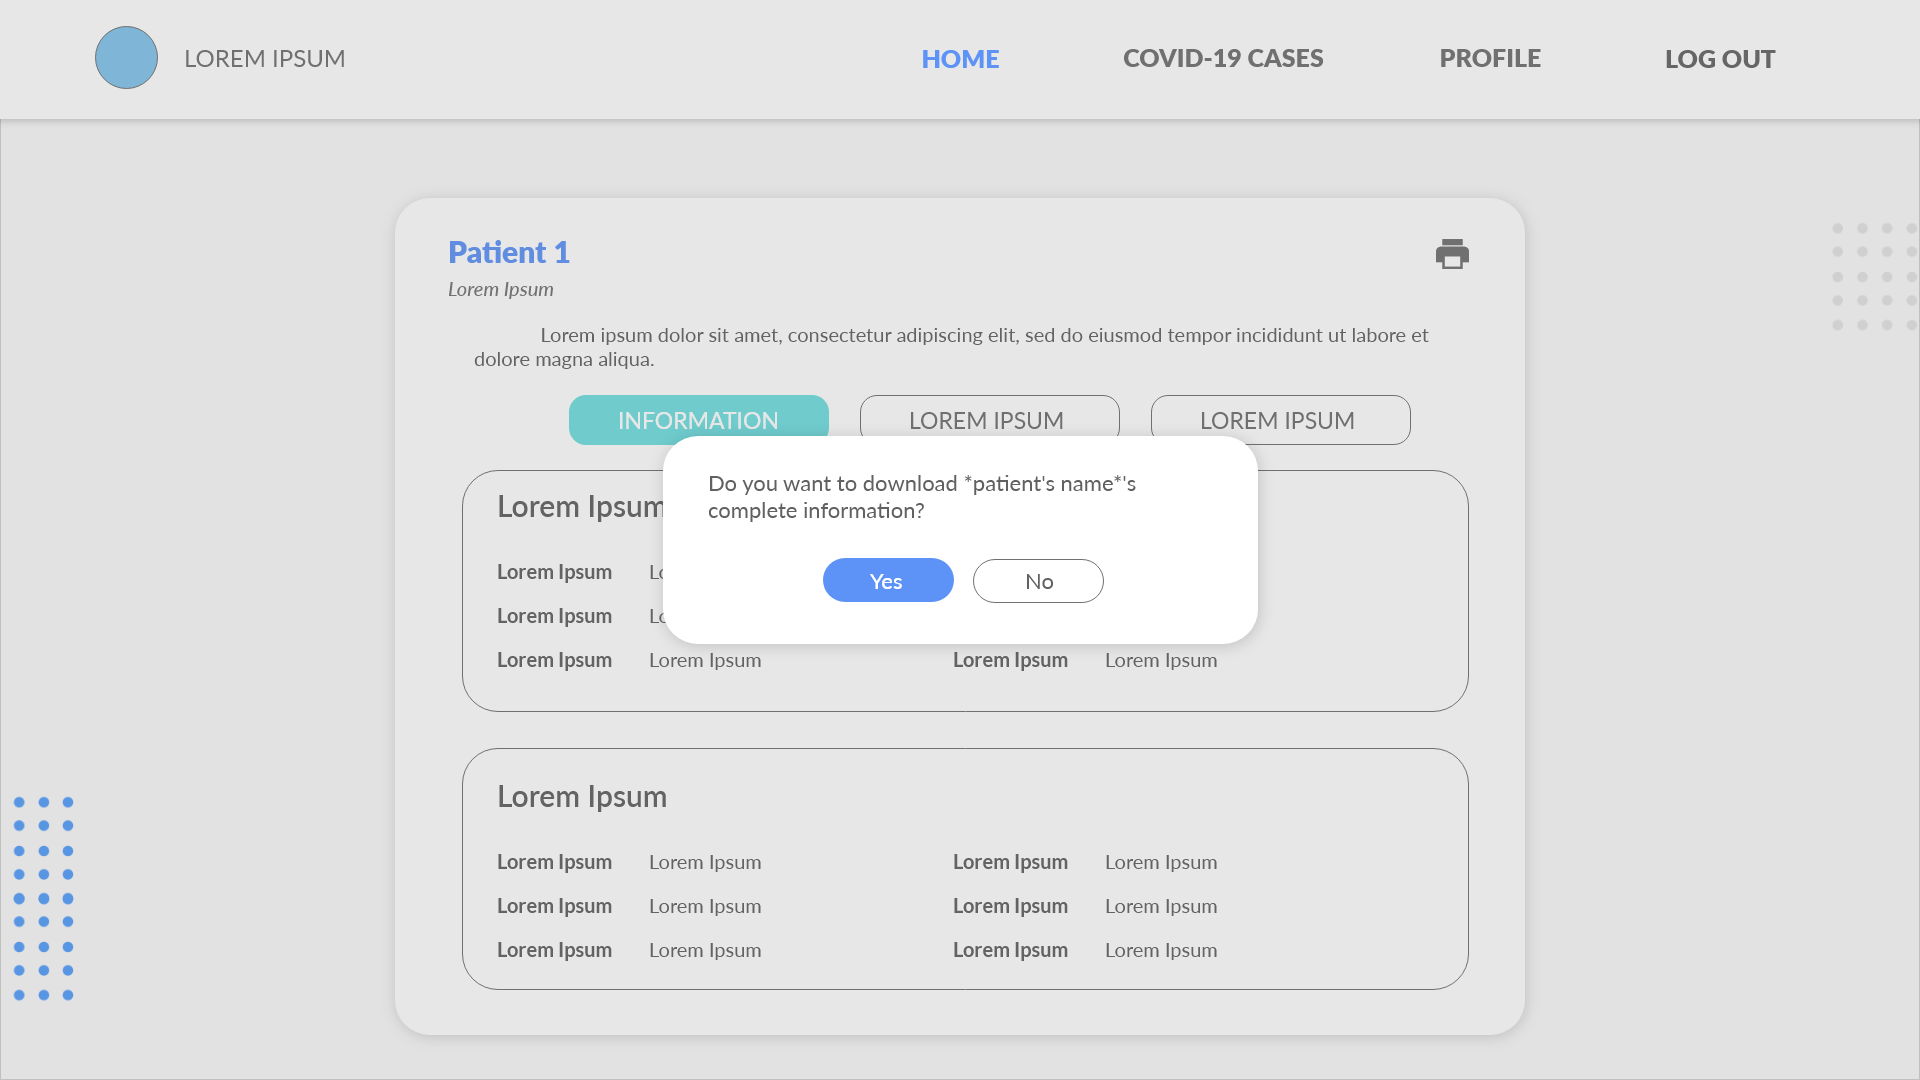 LOREM IPSUM
HOME
COVID-19 CASES
PROFILE
LOG OUT
Patient 1
Lorem Ipsum
Lorem ipsum dolor sit amet, consectetur adipiscing elit, sed do eiusmod tempor incididunt ut labore et
dolore magna aliqua.
INFORMATION
LOREM IPSUM
LOREM IPSUM
Do you want to download *patient's name*'s
complete information?
Yes
No
Lorem Ipsum
Lorem Ipsum
Lorem Ipsum
Lorem Ipsum Lorem Ipsum Lorem Ipsum Lorem Ipsum
Lorem Ipsum
Lorem Ipsum Lorem Ipsum Lorem Ipsum Lorem Ipsum
Lorem Ipsum Lorem Ipsum Lorem Ipsum Lorem Ipsum
Lorem Ipsum Lorem Ipsum Lorem Ipsum Lorem Ipsum